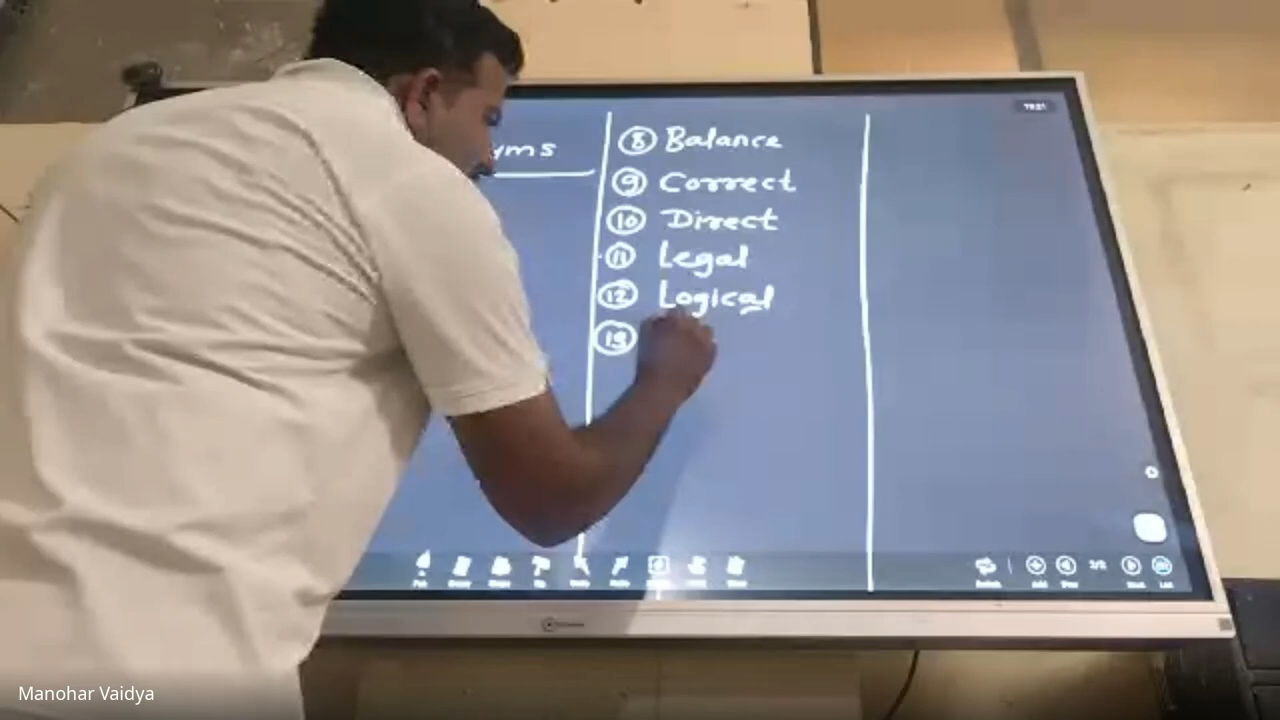 yms
⑧ Balance
⑨ Correct
⑩ Direct
⑪ Legal
⑫ Logical
⑬
Manohar Vaidya